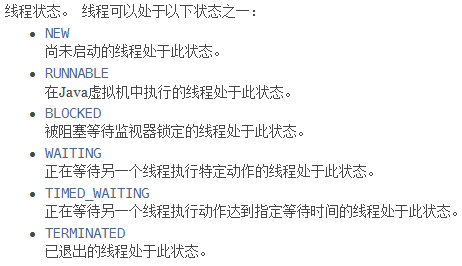 线程状态。 线程可以处于以下状态之一：
• NEW
尚未启动的线程处于此状态。
• RUNNABLE
在Java虚拟机中执行的线程处于此状态。
• BLOCKED
被阻塞等待监视器锁定的线程处于此状态。
• WAITING
正在等待另一个线程执行特定动作的线程处于此状态。
• TIMED_WAITING
正在等待另一个线程执行动作达到指定等待时间的线程处于此状态。
• TERMINATED
已退出的线程处于此状态。